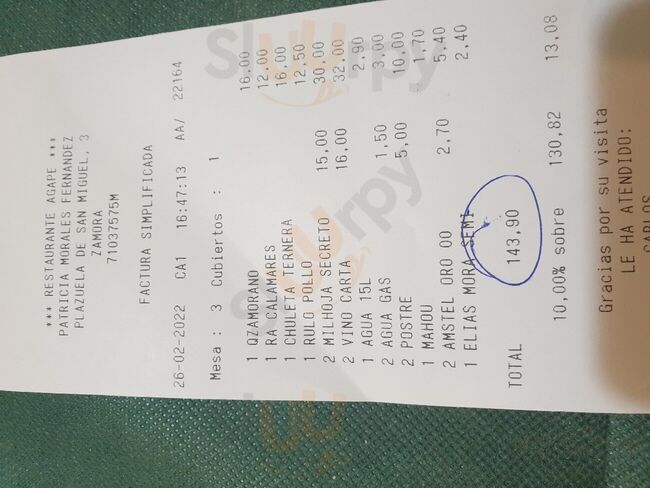 *** RESTAURANTE AGAPE ***
PATRICIA MORALES FERNANDEZ
PLAZUELA DE SAN MIGUEL, 3
ZAMORA
71037575M
FACTURA SIMPLIFICADA
26-02-2022 CA1 16:47:13 AA/ 22164
Mesa : 3 Cubiertos : 1
1 QZAMORANO 16,00
1 RA CALAMARES 12,00
1 CHULETA TERNERA 16,00
1 RULO POLLO 12,50
2 MILHOJA SECRETO 15,00 30,00
2 VINO CARTA 16,00 32,00
1 AGUA 15L 2,90
2 AGUA GAS 1,50 3,00
2 POSTRE 5,00 10,00
1 MAHOU 1,70
2 AMSTEL ORO 00 2,70 5,40
1 ELIAS MORA SEMI 2,40
TOTAL 143,90
10,00% sobre 130,82 13,08
Gracias por su visita
LE HA ATENDIDO:
CARLOS
Sluurpy
Sluurpy